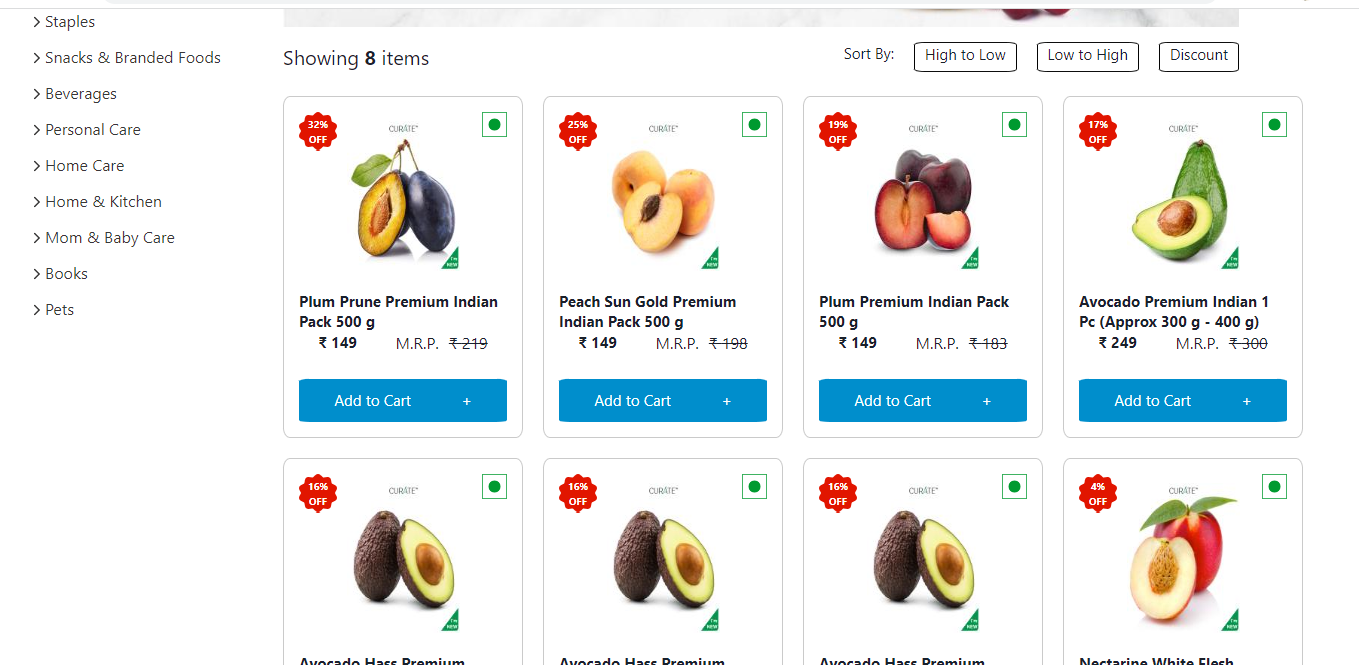 Staples
Snacks & Branded Foods
Beverages
Personal Care
Home Care
Home & Kitchen
Mom & Baby Care
Books
Pets
Showing 8 items
Sort By: High to Low Low to High Discount
32%
OFF
CURATE
Plum Prune Premium Indian
Pack 500 g
₹ 149 M.R.P. ₹ 219
Add to Cart +
25%
OFF
CURATE
Peach Sun Gold Premium
Indian Pack 500 g
₹ 149 M.R.P. ₹ 198
Add to Cart +
19%
OFF
CURATE
Plum Premium Indian Pack
500 g
₹ 149 M.R.P. ₹ 183
Add to Cart +
17%
OFF
CURATE
Avocado Premium Indian 1
Pc (Approx 300 g - 400 g)
₹ 249 M.R.P. ₹ 300
Add to Cart +
16%
OFF
CURATE
I'm
NEW
Avocado Hass Premium
16%
OFF
CURATE
I'm
NEW
Avocado Hass Premium
16%
OFF
CURATE
I'm
NEW
Avocado Hass Premium
4%
OFF
CURATE
I'm
NEW
Nectarine White Flesh